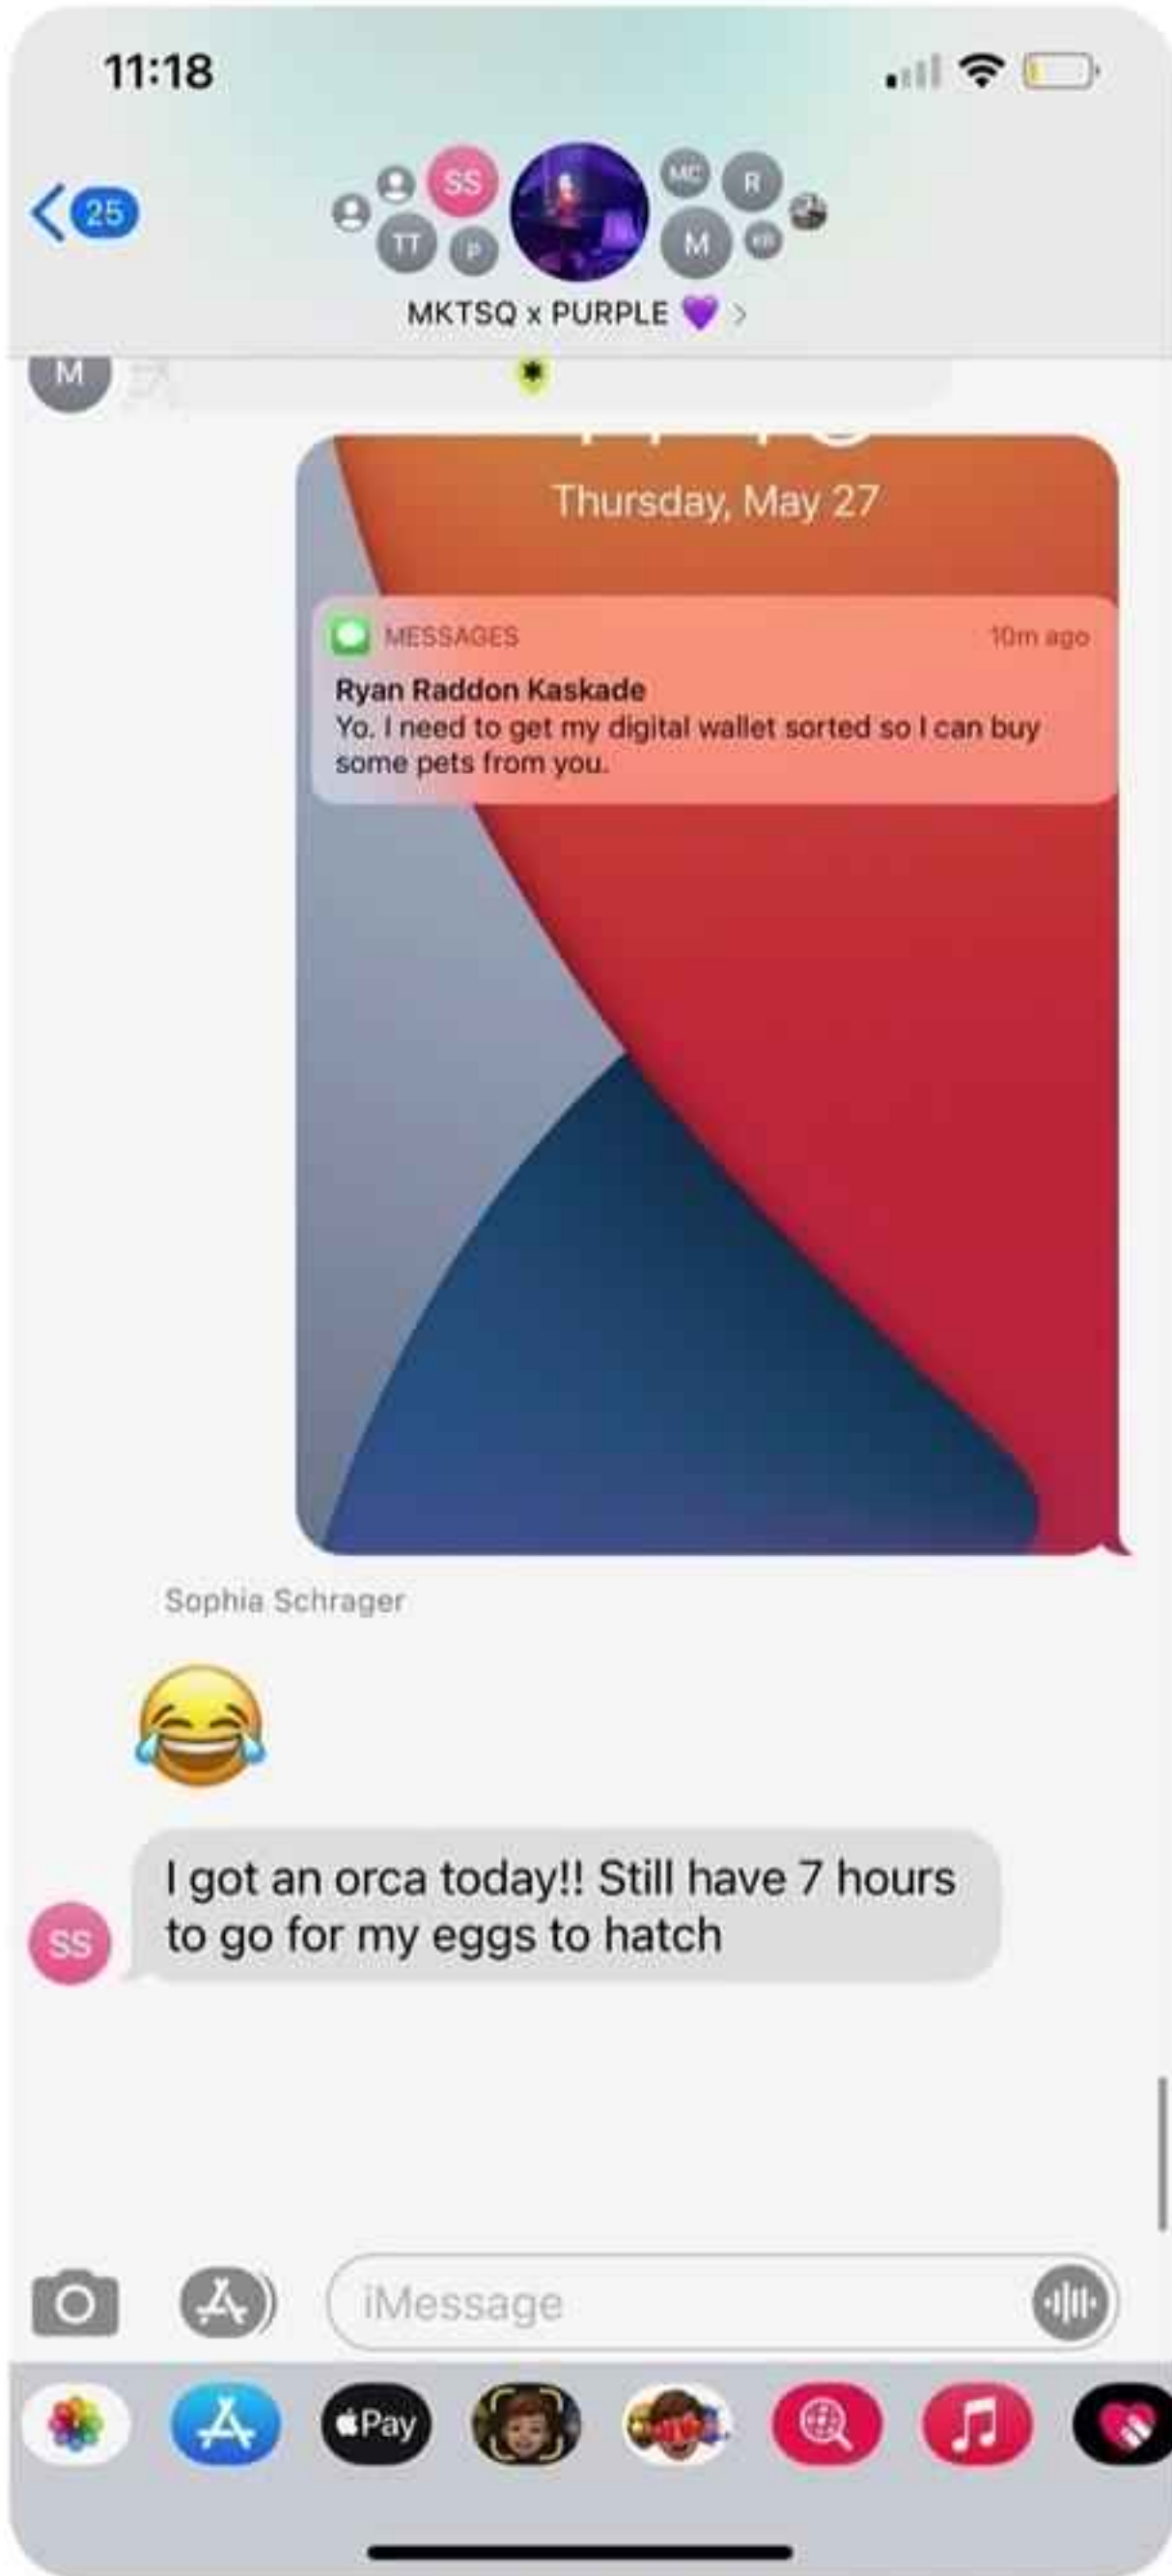 11:18
25
SS
MC
R
TT
P
M
MKTSQ x PURPLE 💜 >
M
Thursday, May 27
MESSAGES
10m ago
Ryan Raddon Kaskade
Yo. I need to get my digital wallet sorted so I can buy
some pets from you.
Sophia Schrager
😂
I got an orca today!! Still have 7 hours
to go for my eggs to hatch
SS
iMessage
Pay